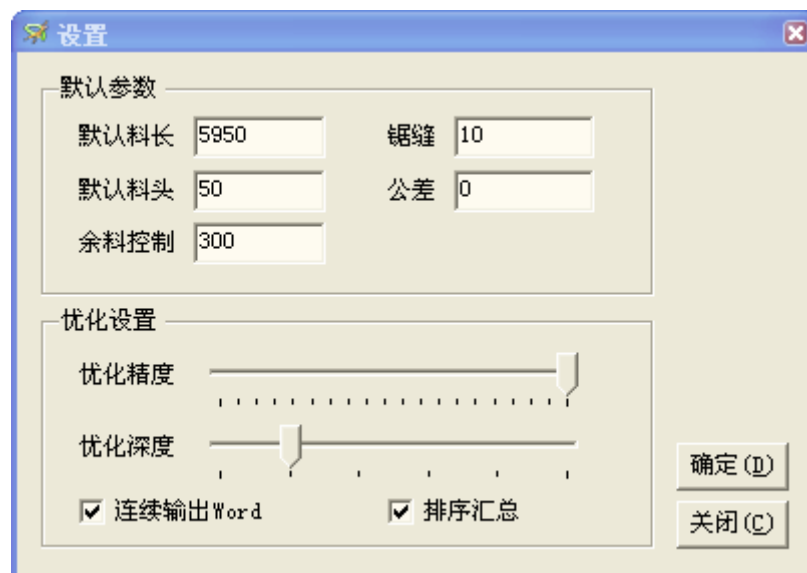 设置
默认参数
默认料长 5950 锯缝 10
默认料头 50 公差 0
余料控制 300
优化设置
优化精度
优化深度
连续输出Word 排序汇总
确定(D)
关闭(C)